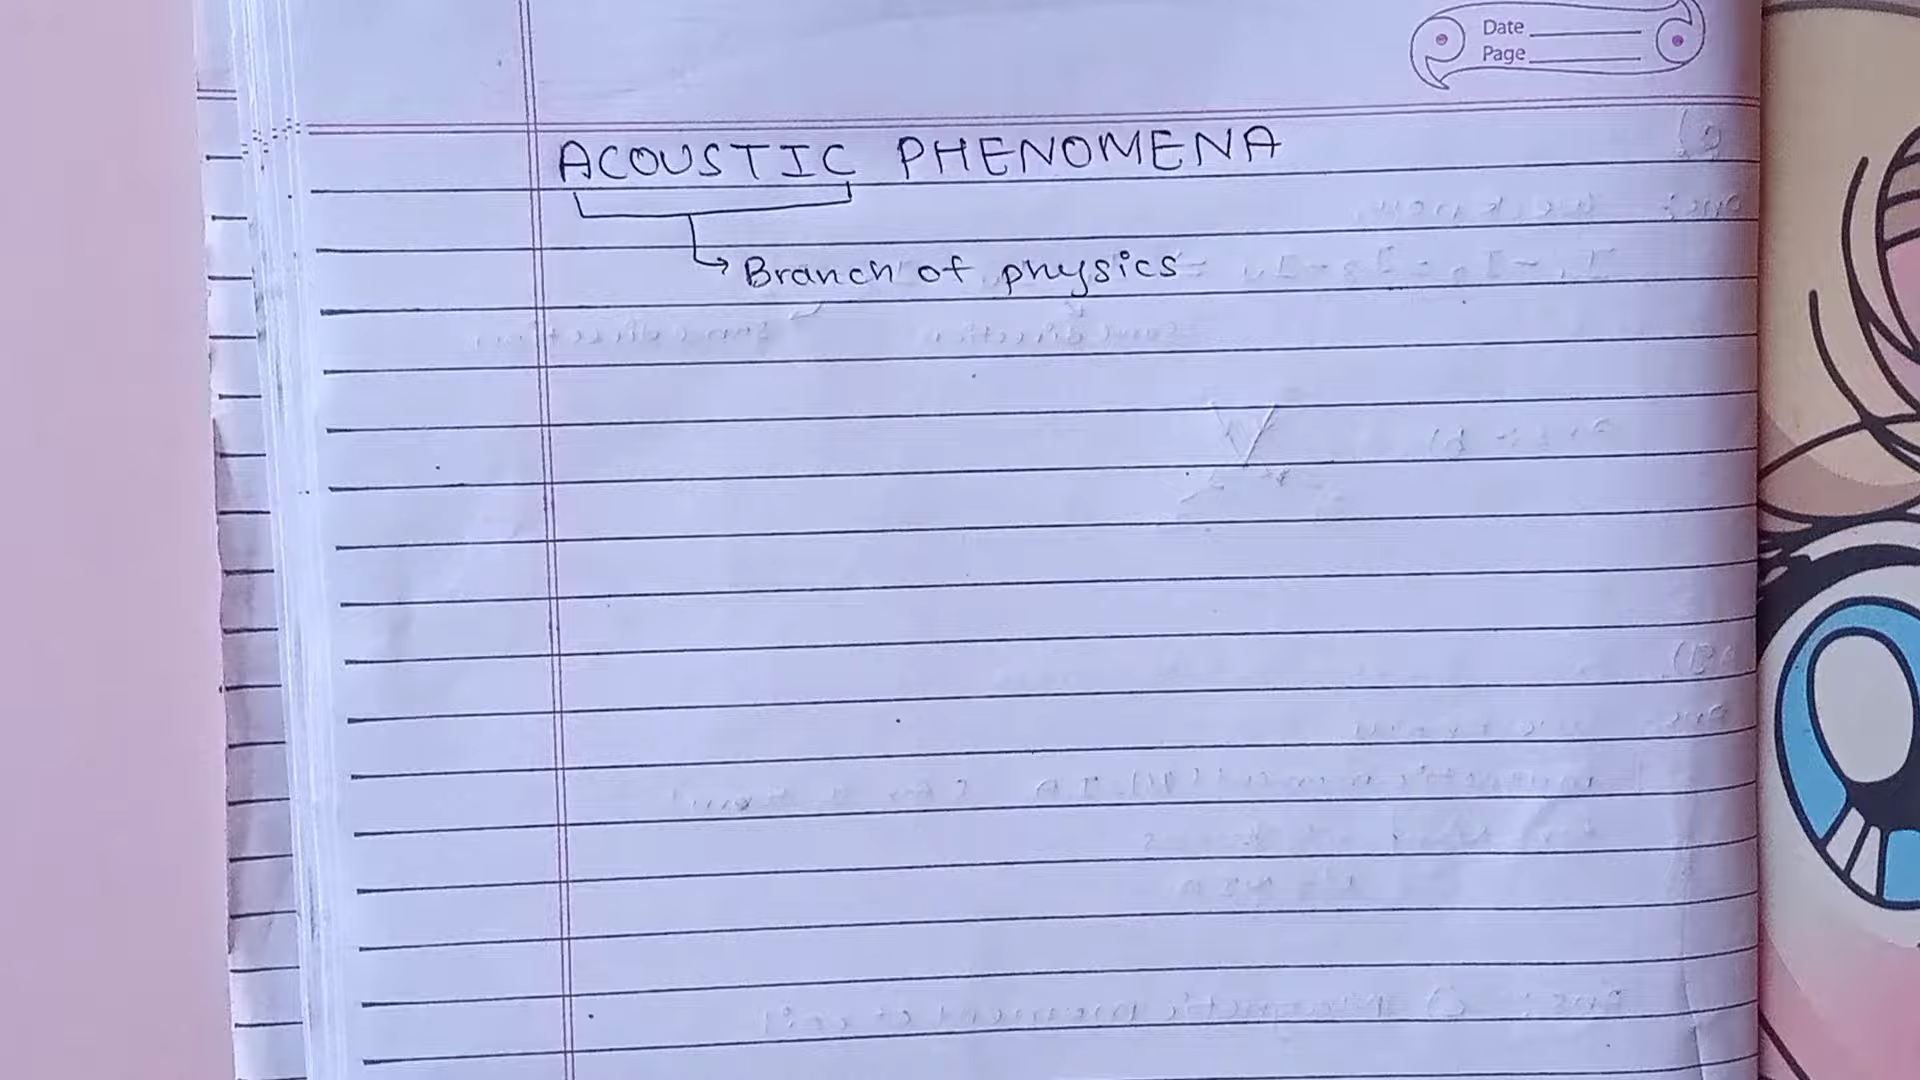 Date
Page
ACOUSTIC PHENOMENA
Branch of physics